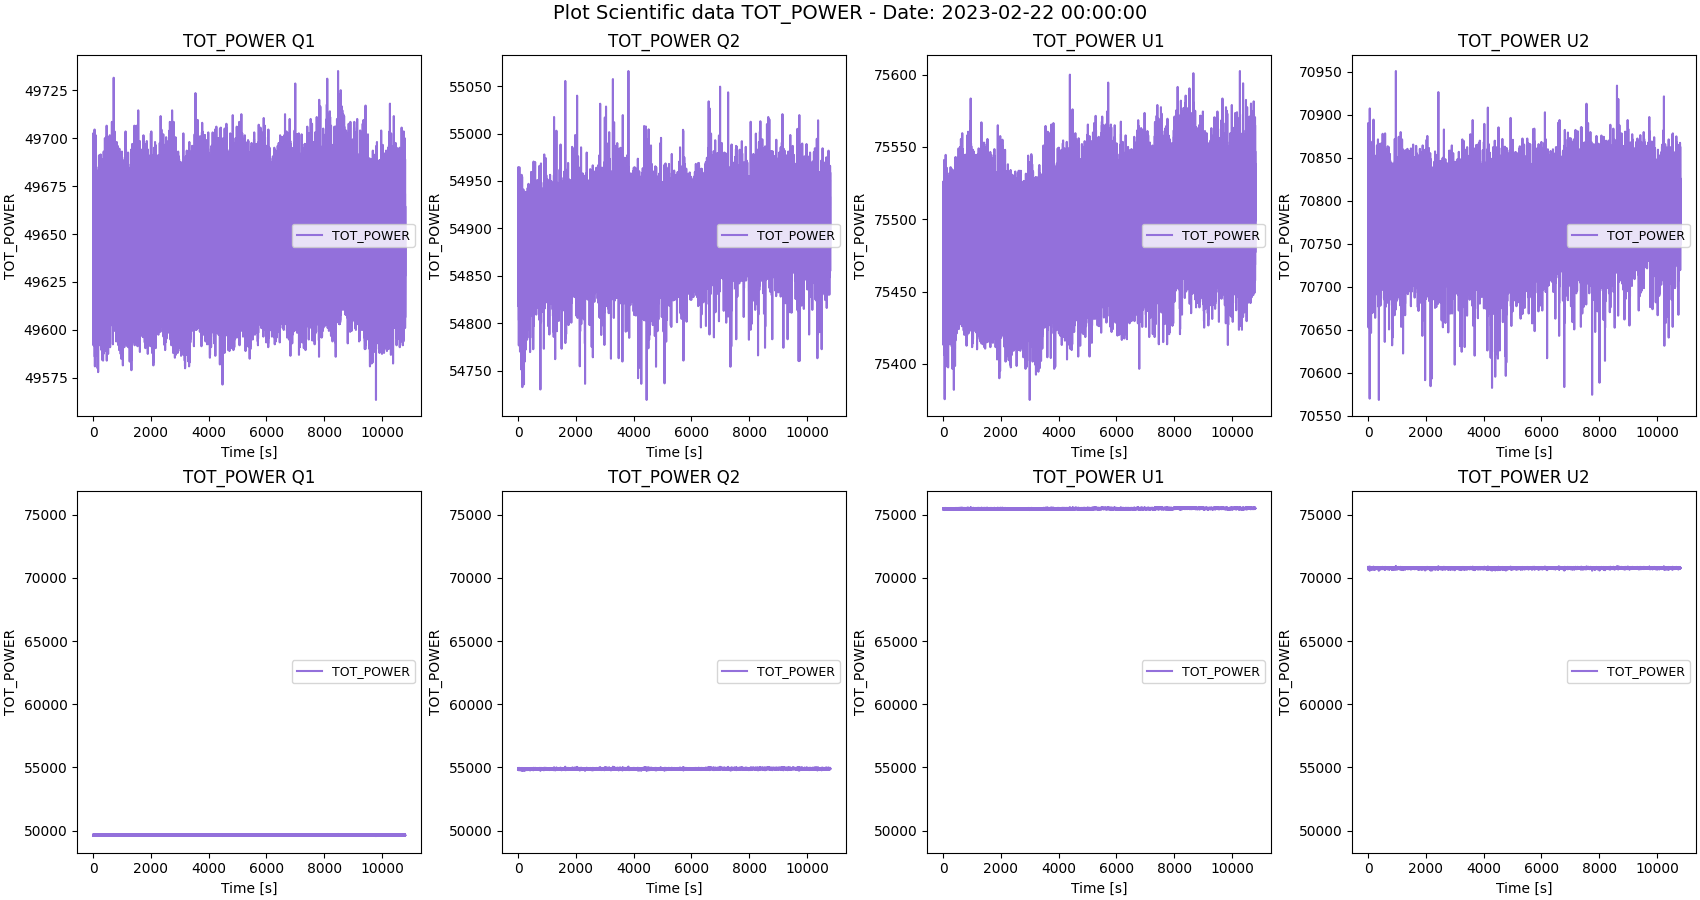 Plot Scientific data TOT_POWER - Date: 2023-02-22 00:00:00
TOT_POWER Q1
TOT_POWER
49725
49700
49675
49650
49625
49600
49575
TOT_POWER
0 2000 4000 6000 8000 10000
Time [s]
TOT_POWER Q2
TOT_POWER
55050
55000
54950
54900
54850
54800
54750
TOT_POWER
0 2000 4000 6000 8000 10000
Time [s]
TOT_POWER U1
TOT_POWER
75600
75550
75500
75450
75400
TOT_POWER
0 2000 4000 6000 8000 10000
Time [s]
TOT_POWER U2
TOT_POWER
70950
70900
70850
70800
70750
70700
70650
70600
70550
TOT_POWER
0 2000 4000 6000 8000 10000
Time [s]
TOT_POWER Q1
TOT_POWER
75000
70000
65000
60000
55000
50000
TOT_POWER
0 2000 4000 6000 8000 10000
Time [s]
TOT_POWER Q2
TOT_POWER
75000
70000
65000
60000
55000
50000
TOT_POWER
0 2000 4000 6000 8000 10000
Time [s]
TOT_POWER U1
TOT_POWER
75000
70000
65000
60000
55000
50000
TOT_POWER
0 2000 4000 6000 8000 10000
Time [s]
TOT_POWER U2
TOT_POWER
75000
70000
65000
60000
55000
50000
TOT_POWER
0 2000 4000 6000 8000 10000
Time [s]